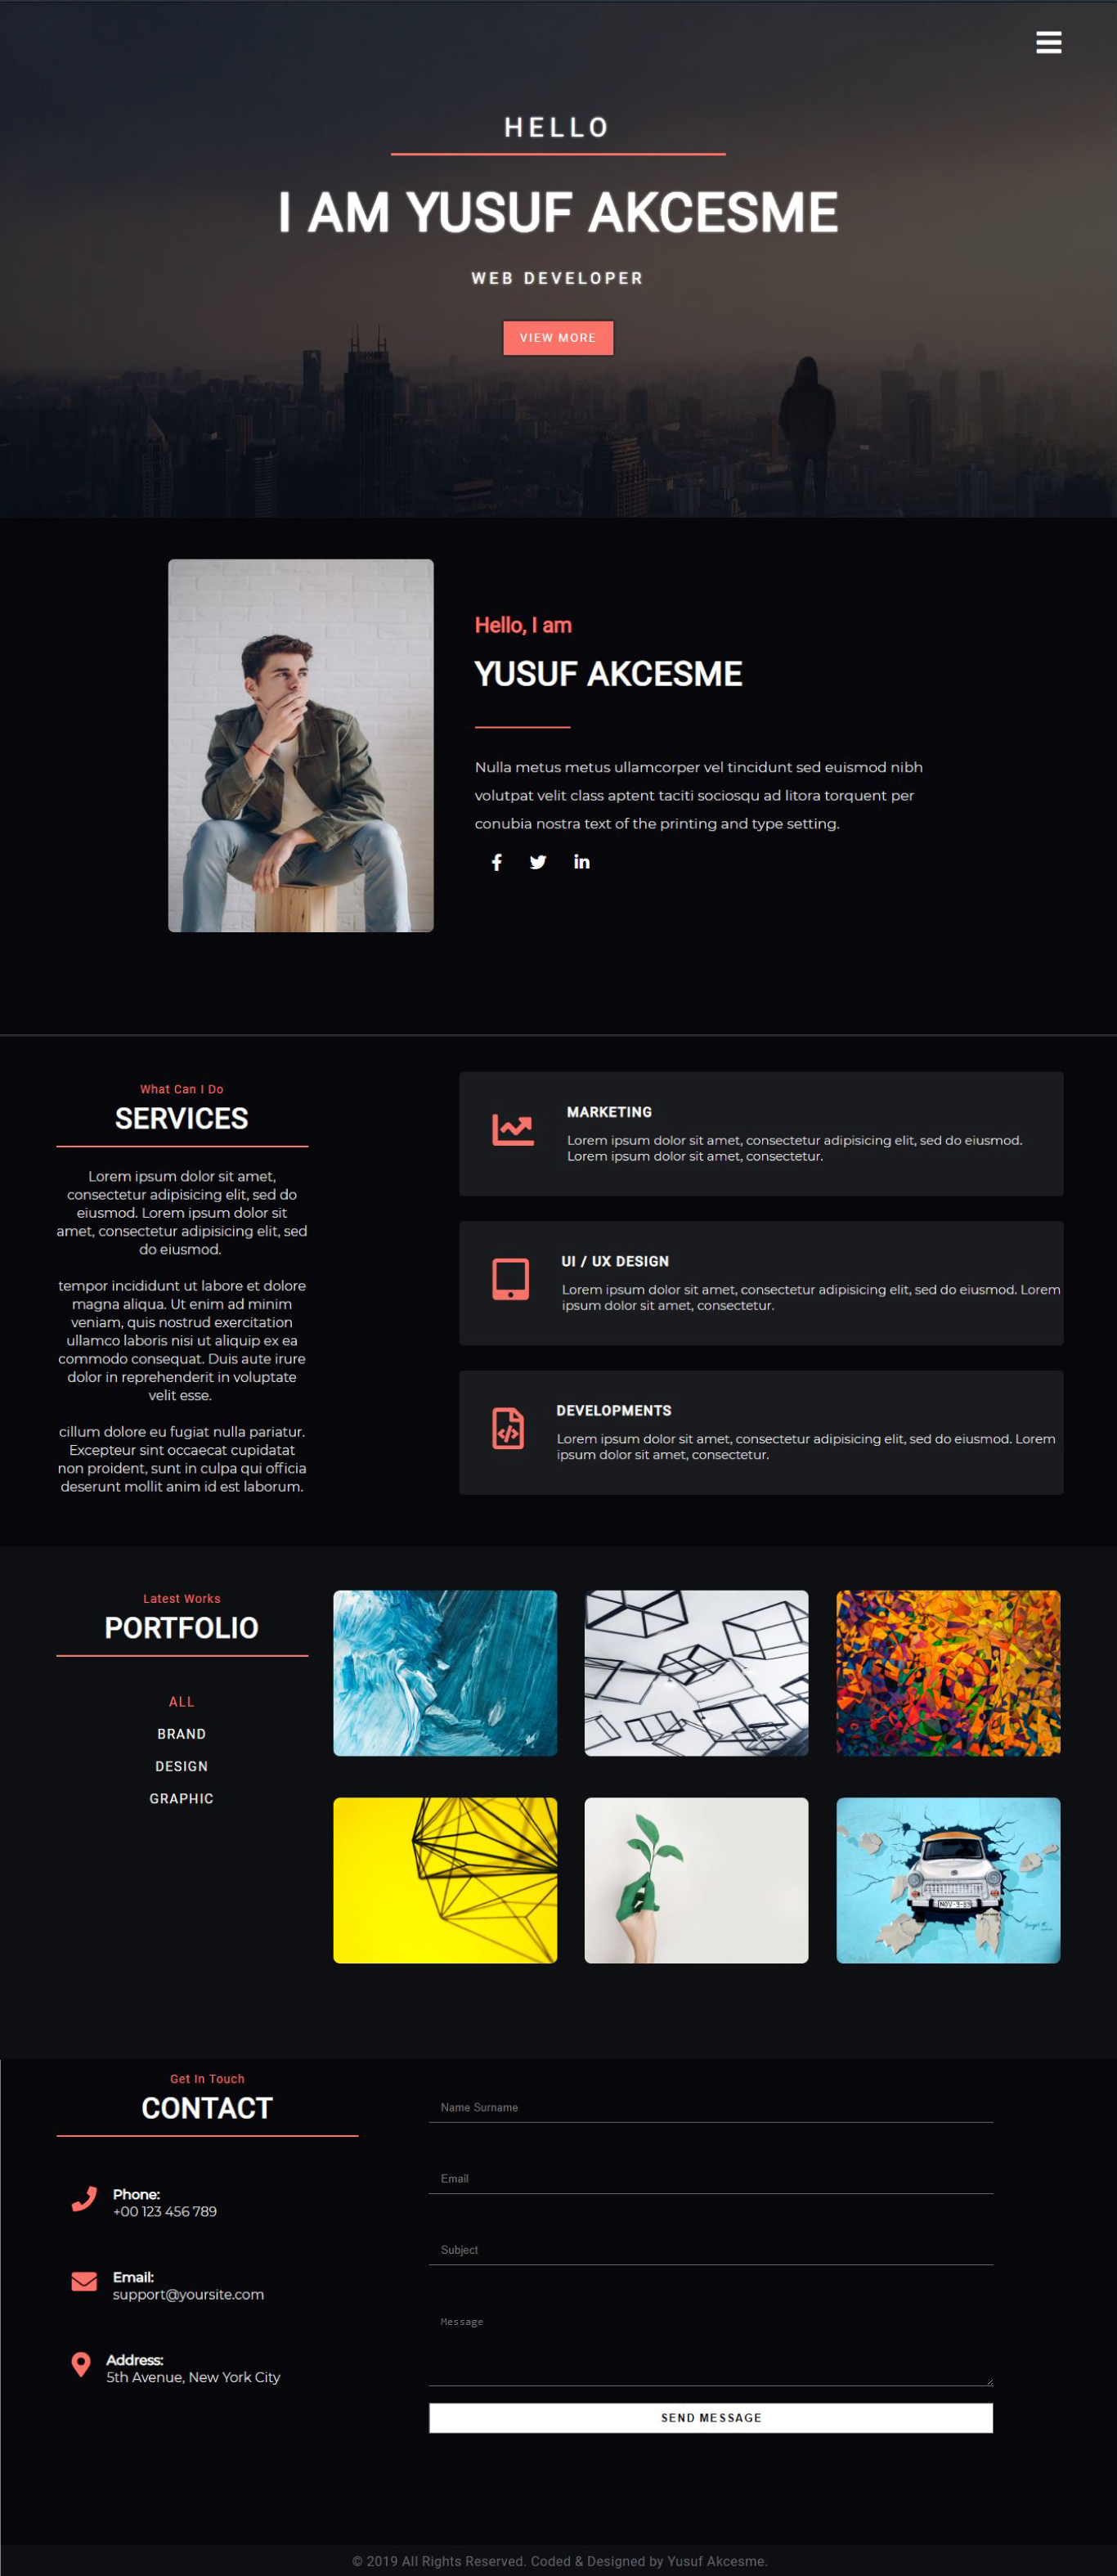 HELLO
I AM YUSUF AKCESME
WEB DEVELOPER
VIEW MORE
Hello, I am
YUSUF AKCESME
Nulla metus metus ullamcorper vel tincidunt sed euismod nibh
volutpat velit class aptent taciti sociosqu ad litora torquent per
conubia nostra text of the printing and type setting.
What Can I Do
SERVICES
Lorem ipsum dolor sit amet,
consectetur adipisicing elit, sed do
eiusmod. Lorem ipsum dolor sit
amet, consectetur adipisicing elit, sed
do eiusmod.
tempor incididunt ut labore et dolore
magna aliqua. Ut enim ad minim
veniam, quis nostrud exercitation
ullamco laboris nisi ut aliquip ex ea
commodo consequat. Duis aute irure
dolor in reprehenderit in voluptate
velit esse.
cillum dolore eu fugiat nulla pariatur.
Excepteur sint occaecat cupidatat
non proident, sunt in culpa qui officia
deserunt mollit anim id est laborum.
MARKETING
Lorem ipsum dolor sit amet, consectetur adipisicing elit, sed do eiusmod.
Lorem ipsum dolor sit amet, consectetur.
UI / UX DESIGN
Lorem ipsum dolor sit amet, consectetur adipisicing elit, sed do eiusmod. Lorem
ipsum dolor sit amet, consectetur.
DEVELOPMENTS
Lorem ipsum dolor sit amet, consectetur adipisicing elit, sed do eiusmod. Lorem
ipsum dolor sit amet, consectetur.
Latest Works
PORTFOLIO
ALL
BRAND
DESIGN
GRAPHIC
NOV•9-89
Get In Touch
CONTACT
Phone:
+00 123 456 789
Email:
support@yoursite.com
Address:
5th Avenue, New York City
Name Surname
Email
Subject
Message
SEND MESSAGE
© 2019 All Rights Reserved. Coded & Designed by Yusuf Akcesme.